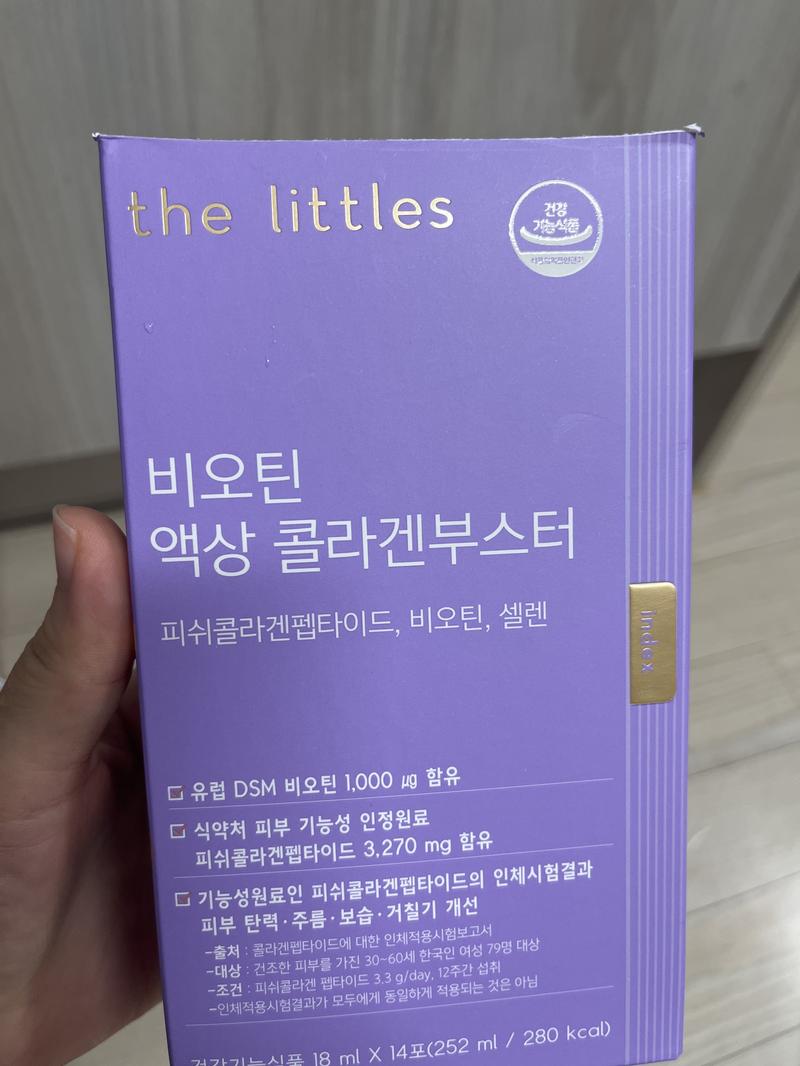 the littles
건강
기능식품
비오틴
액상 콜라겐부스터
피쉬콜라겐펩타이드, 비오틴, 셀렌
index
유럽 DSM 비오틴 1,000 ㎍ 함유
식약처 피부 기능성 인정원료
피쉬콜라겐펩타이드 3,270 mg 함유
기능성원료인 피쉬콜라겐펩타이드의 인체시험결과
피부 탄력·주름·보습·거칠기 개선
-출처 : 콜라겐펩타이드에 대한 인체적용시험보고서
-대상 : 건조한 피부를 가진 30~60세 한국인 여성 79명 대상
-조건 : 피쉬콜라겐 펩타이드 3.3 g/day, 12주간 섭취
-인체적용시험결과가 모두에게 동일하게 적용되는 것은 아님
건강기능식품 18 ml X 14포(252 ml / 280 kcal)